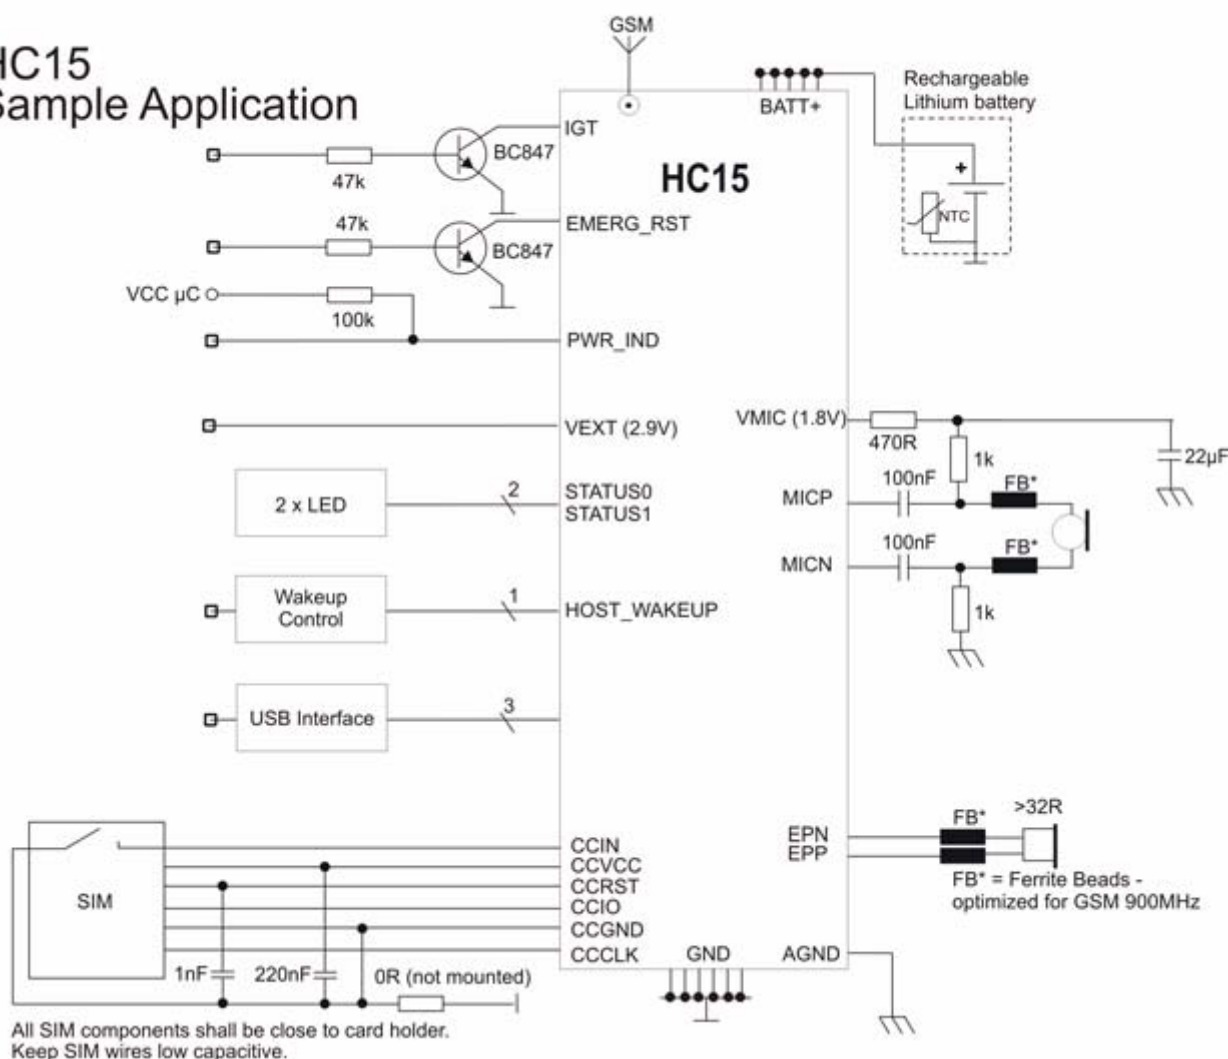 GSM
HC15
Sample Application
Rechargeable
Lithium battery
BATT+
IGT
BC847
HC15
47k
+
NTC
47k
EMERG_RST
BC847
VCC µC
100k
PWR_IND
VMIC (1.8V)
VEXT (2.9V)
470R
1k
22µF
100nF
FB*
2 x LED
2
STATUS0
STATUS1
MICP
100nF
FB*
MICN
Wakeup
Control
1
HOST_WAKEUP
1k
USB Interface
3
>32R
FB*
EPN
EPP
FB* = Ferrite Beads -
optimized for GSM 900MHz
SIM
CCIN
CCVCC
CCRST
CCIO
CCGND
CCCLK
GND
AGND
1nF
220nF
0R (not mounted)
All SIM components shall be close to card holder.
Keep SIM wires low capacitive.